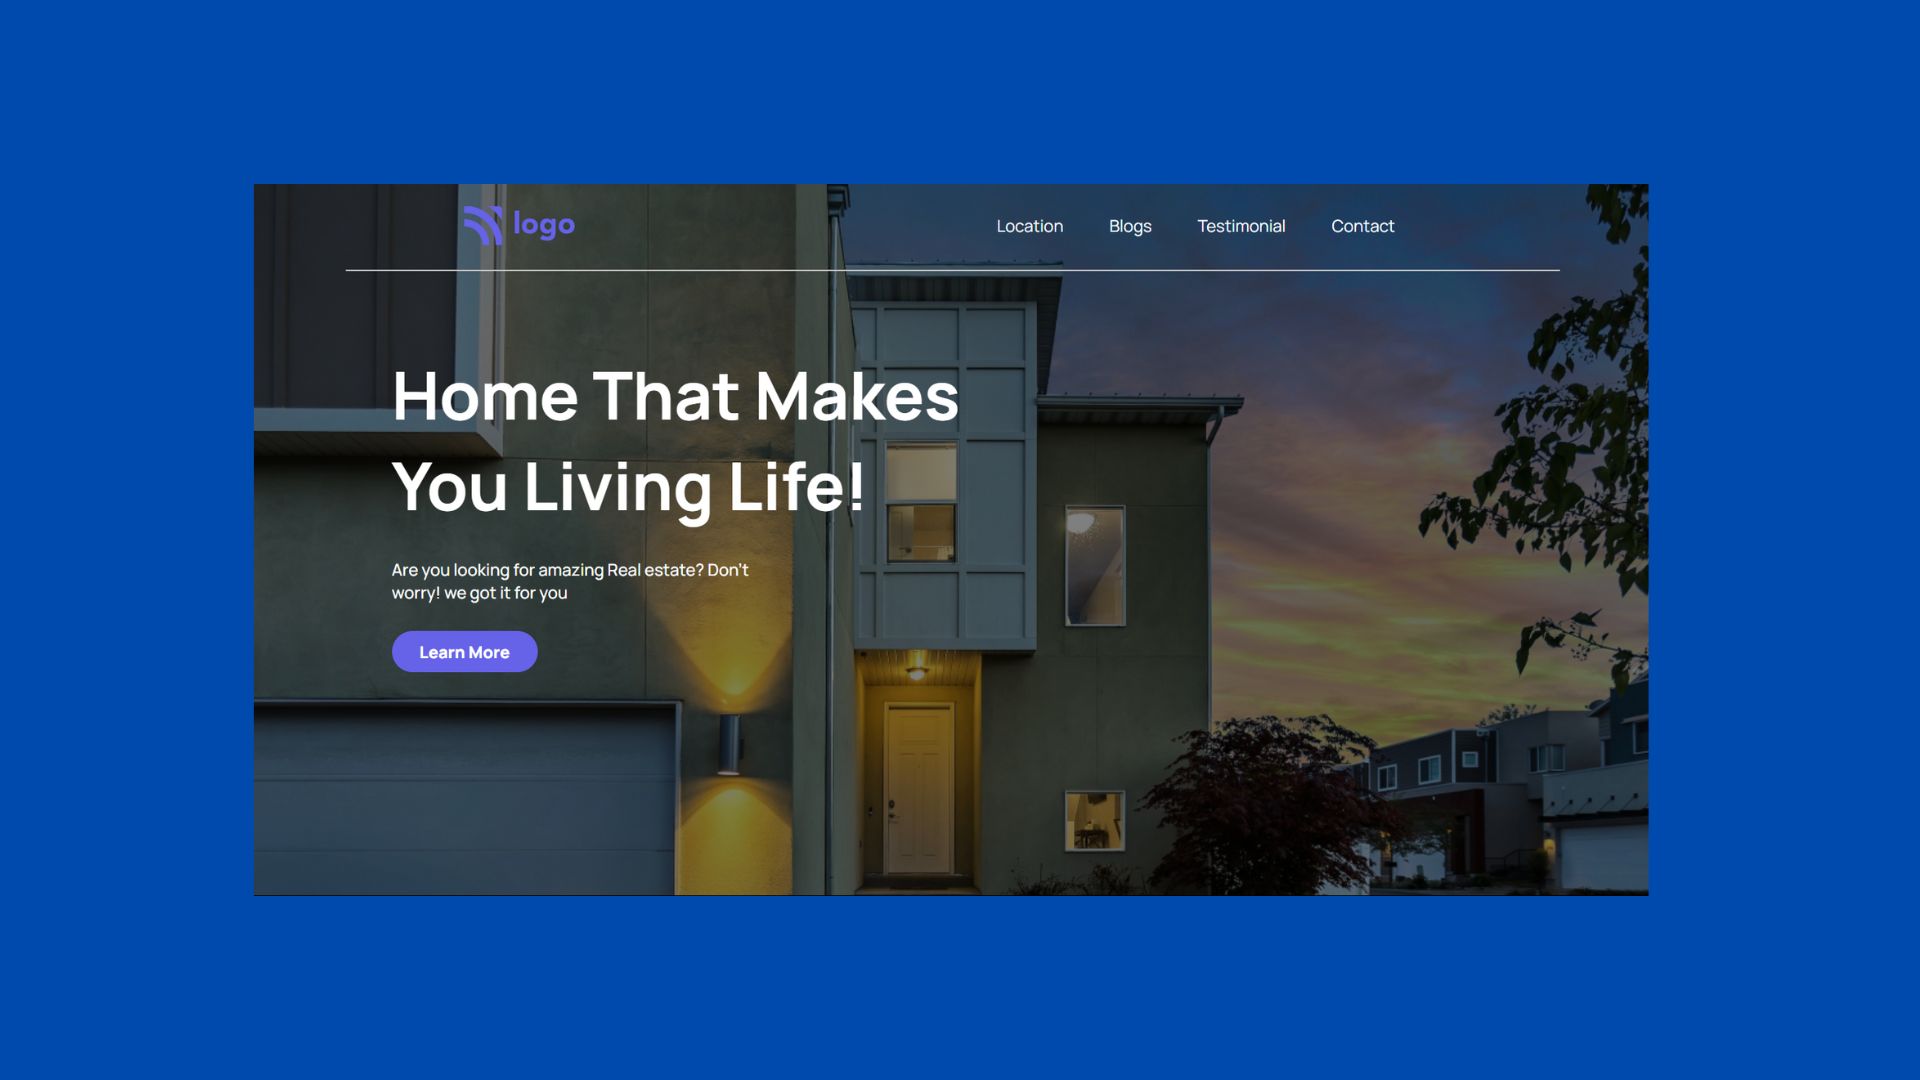 logo
Location Blogs Testimonial Contact
Home That Makes
You Living Life!
Are you looking for amazing Real estate? Don't
worry! we got it for you
Learn More